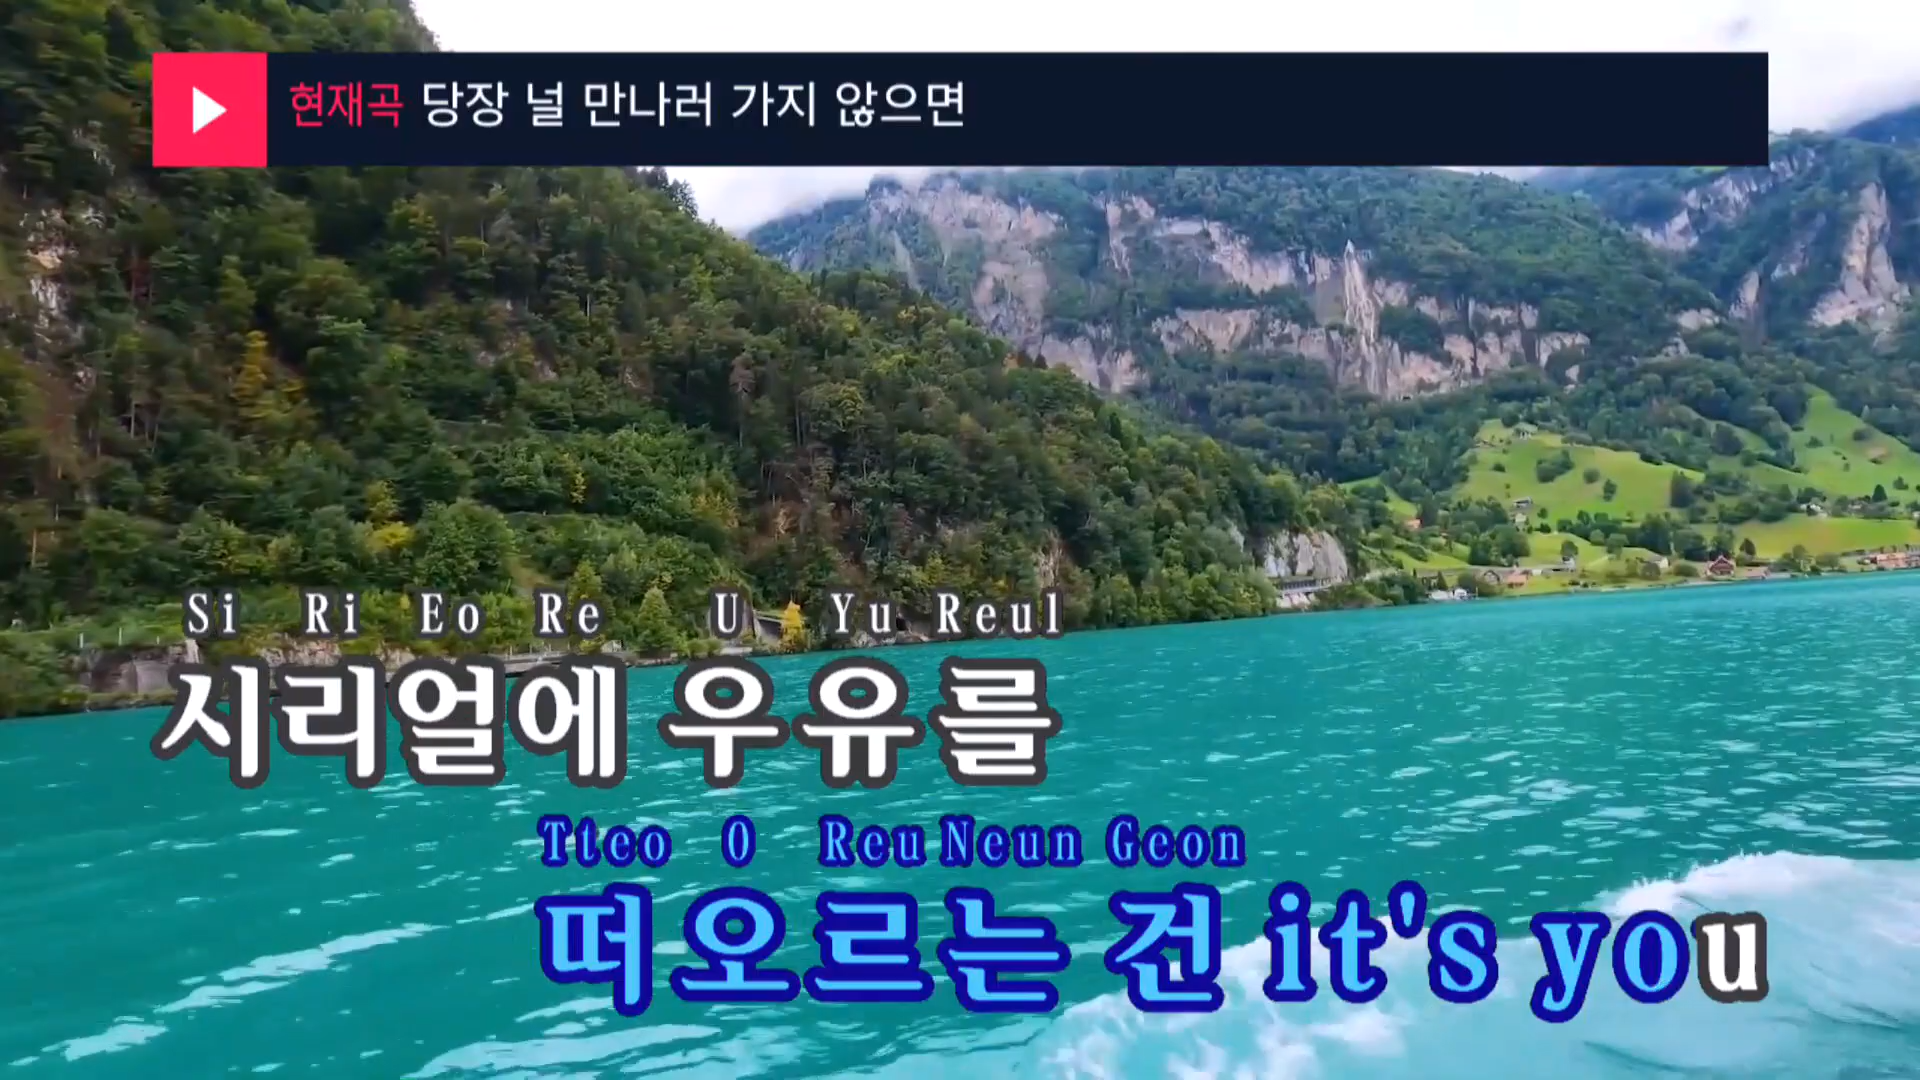 현재곡 당장 널 만나러 가지 않으면
Si Ri Eo Re U Yu Reul
시리얼에 우유를
Tteo O Reu Neun Geon
떠오르는 건 it's you